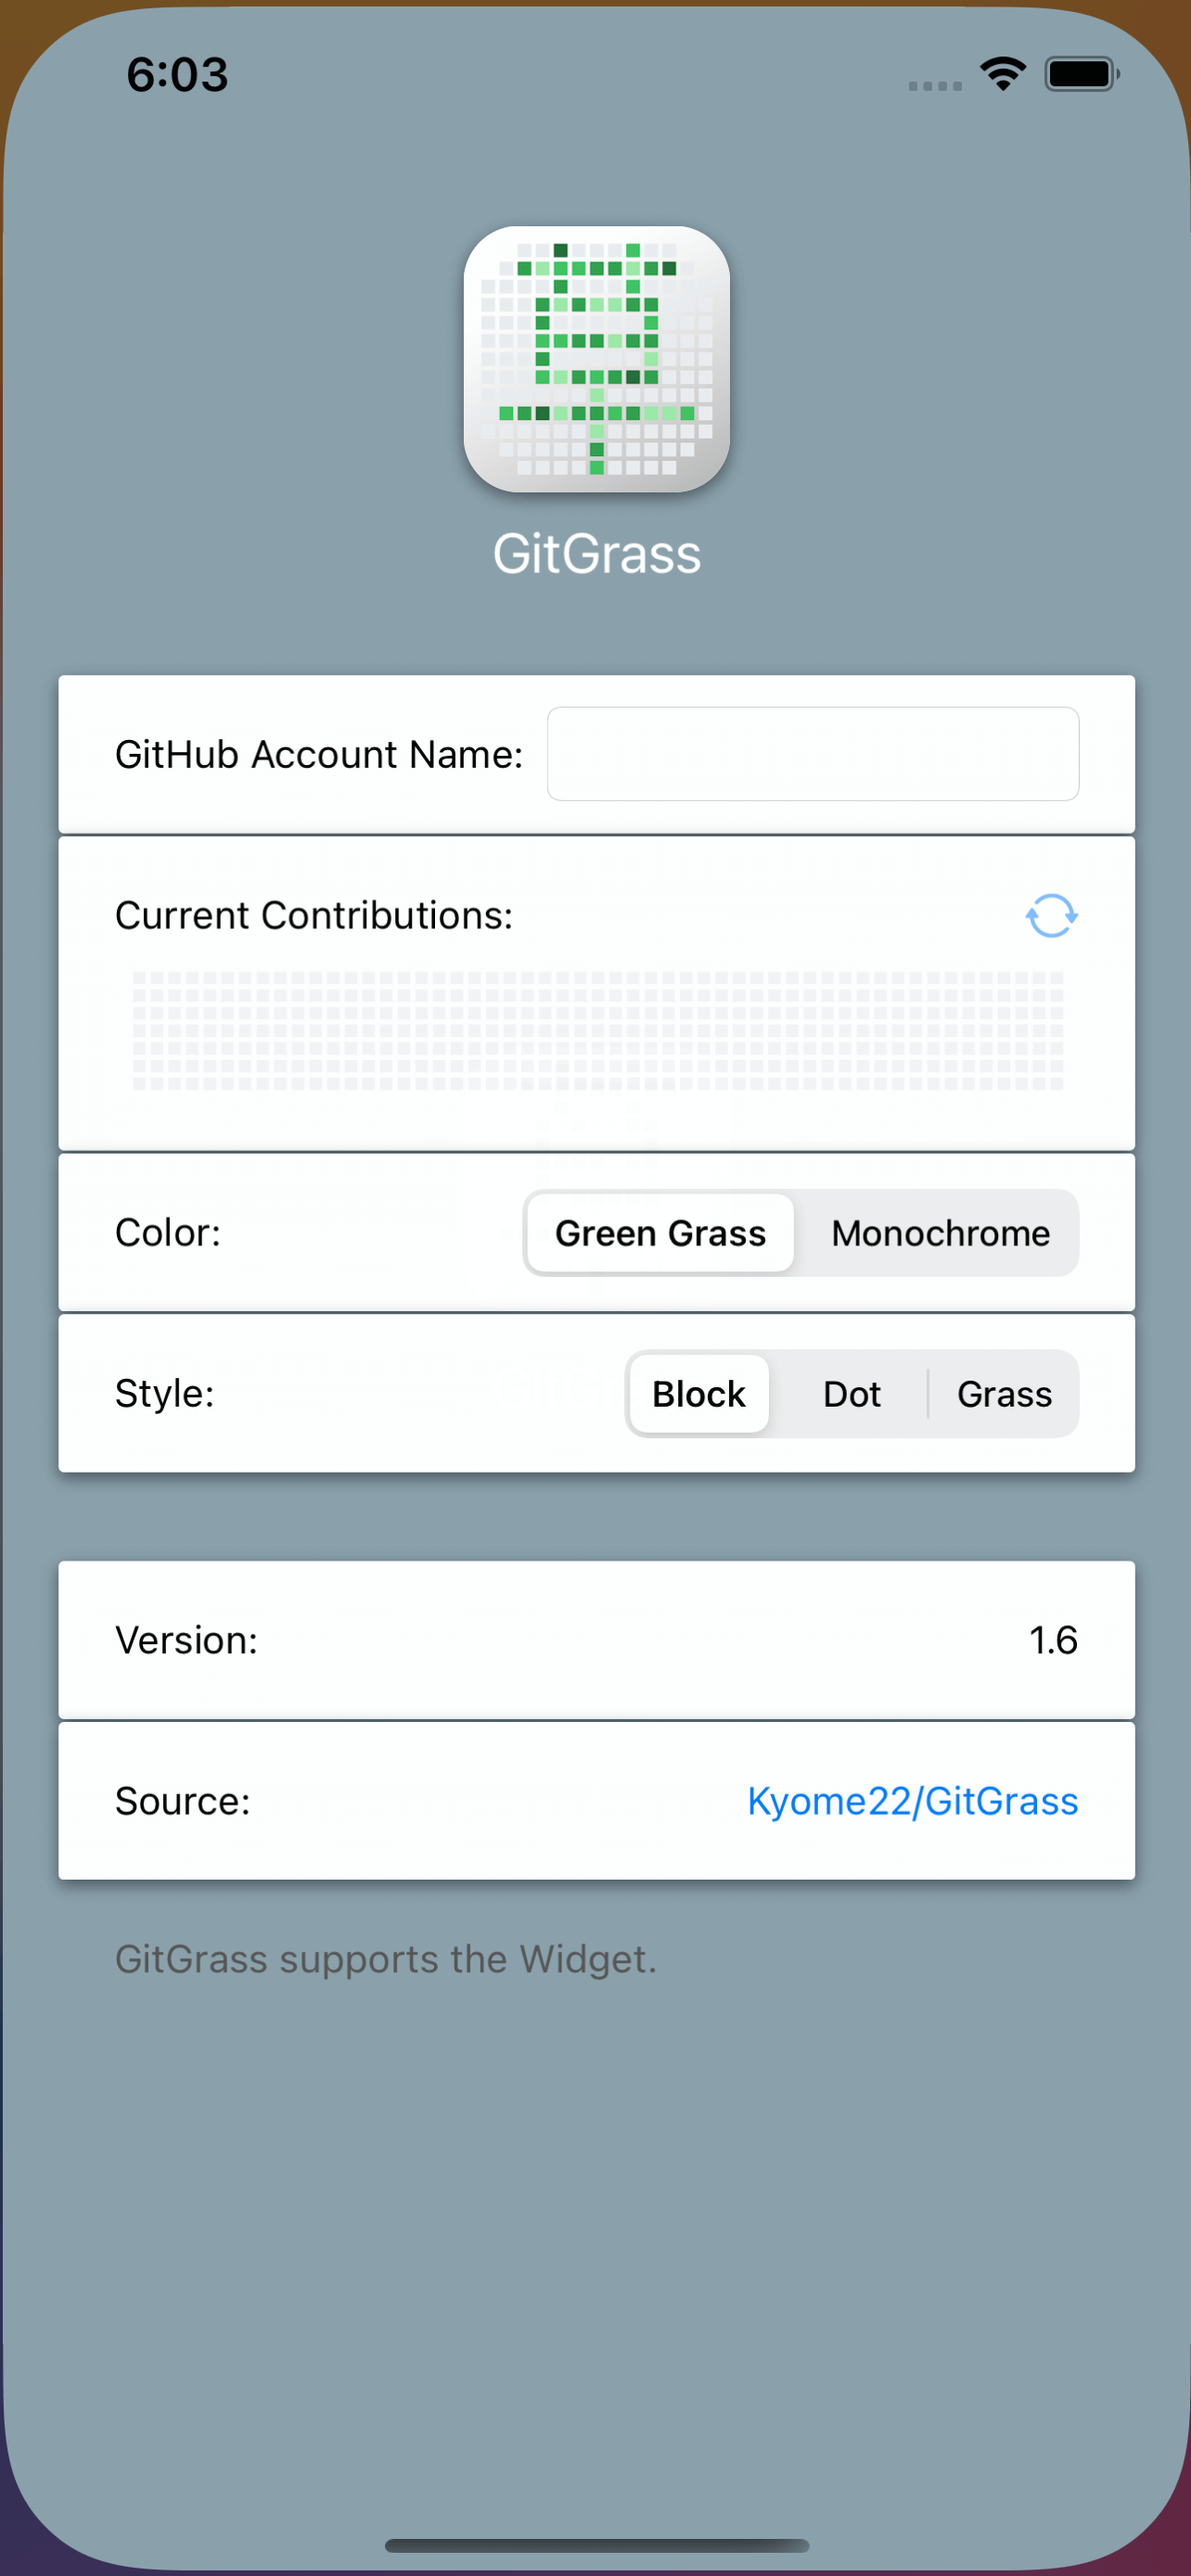 6:03
GitGrass
GitHub Account Name:
Current Contributions:
Color: Green Grass Monochrome
Style: Block Dot Grass
Version: 1.6
Source: Kyome22/GitGrass
GitGrass supports the Widget.